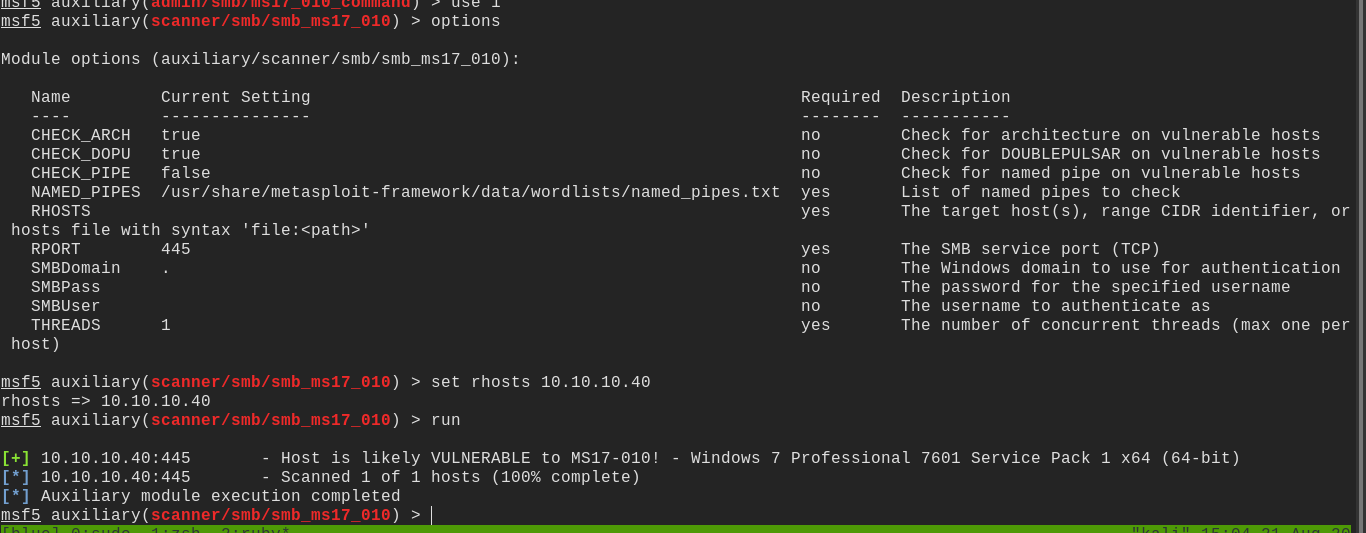 msf5 auxiliary(admin/smb/ms17_010_command) > use 1
msf5 auxiliary(scanner/smb/smb_ms17_010) > options
Module options (auxiliary/scanner/smb/smb_ms17_010):
Name Current Setting Required Description
---- --------------- -------- -----------
CHECK_ARCH true no Check for architecture on vulnerable hosts
CHECK_DOPU true no Check for DOUBLEPULSAR on vulnerable hosts
CHECK_PIPE false no Check for named pipe on vulnerable hosts
NAMED_PIPES /usr/share/metasploit-framework/data/wordlists/named_pipes.txt yes List of named pipes to check
RHOSTS yes The target host(s), range CIDR identifier, or
hosts file with syntax 'file:<path>'
RPORT 445 yes The SMB service port (TCP)
SMBDomain . no The Windows domain to use for authentication
SMBPass no The password for the specified username
SMBUser no The username to authenticate as
THREADS 1 yes The number of concurrent threads (max one per
host)
msf5 auxiliary(scanner/smb/smb_ms17_010) > set rhosts 10.10.10.40
rhosts => 10.10.10.40
msf5 auxiliary(scanner/smb/smb_ms17_010) > run
[+] 10.10.10.40:445 - Host is likely VULNERABLE to MS17-010! - Windows 7 Professional 7601 Service Pack 1 x64 (64-bit)
[*] 10.10.10.40:445 - Scanned 1 of 1 hosts (100% complete)
[*] Auxiliary module execution completed
msf5 auxiliary(scanner/smb/smb_ms17_010) >
[blue] 0:sudo 1:zsh- 2:ruby* "kali" 15:04 21-Aug-20